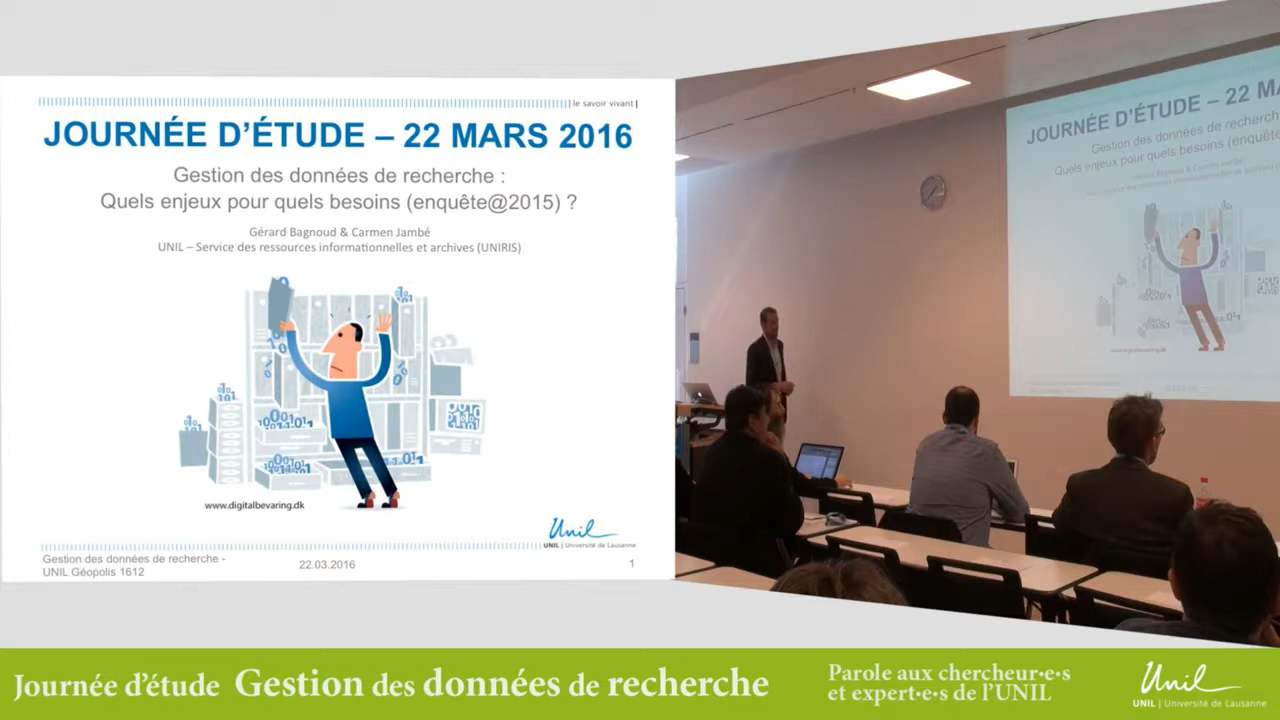 | le savoir vivant |
JOURNÉE D'ÉTUDE – 22 MARS 2016
Gestion des données de recherche :
Quels enjeux pour quels besoins (enquête@2015) ?
Gérard Bagnoud & Carmen Jambé
UNIL – Service des ressources informationnelles et archives (UNIRIS)
www.digitalbevaring.dk
Unil
UNIL | Université de Lausanne
Gestion des données de recherche -
UNIL Géopolis 1612
22.03.2016
1
JOURNÉE D'ÉTUDE – 22 MA
Gestion des données de recherch
Quels enjeux pour quels besoins (enquête
www.digitalbevaring.dk
Journée d'étude Gestion des données de recherche
Parole aux chercheur•e•s
et expert•e•s de l'UNIL
Unil
UNIL | Université de Lausanne